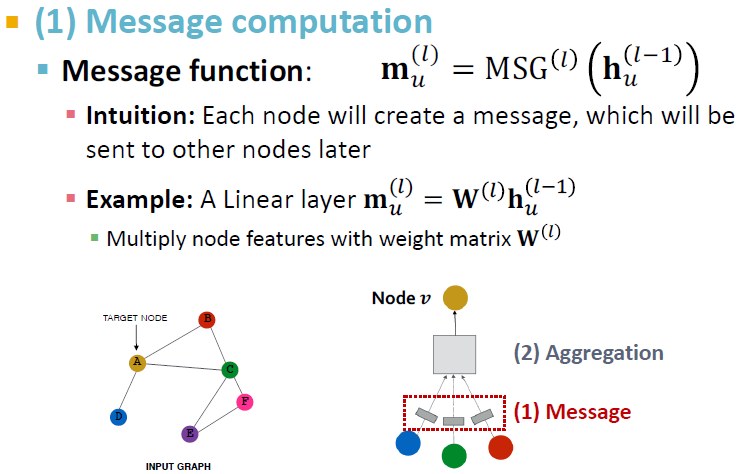 (1) Message computation
Message function: m_u^(l) = MSG^(l) (h_u^(l−1))
Intuition: Each node will create a message, which will be
sent to other nodes later
Example: A Linear layer m_u^(l) = W^(l)h_u^(l−1)
Multiply node features with weight matrix W^(l)
TARGET NODE
B
A
C
F
D
E
INPUT GRAPH
Node v
(2) Aggregation
(1) Message